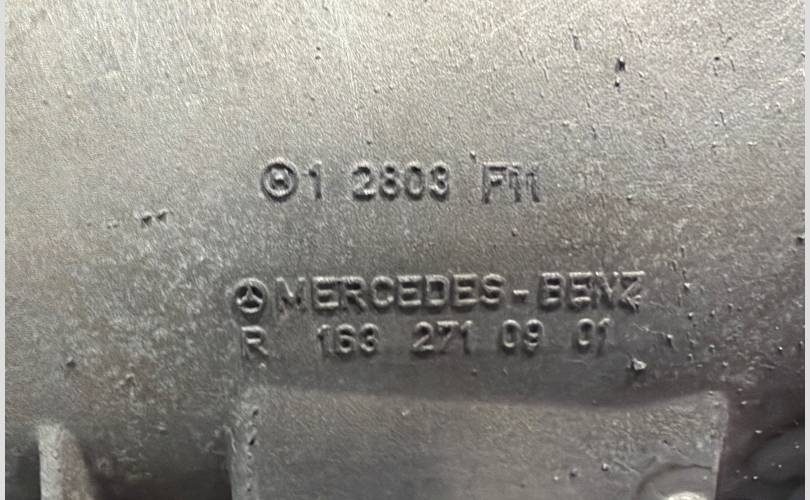 H 1 2803 F11
MERCEDES-BENZ
R 163 271 09 01